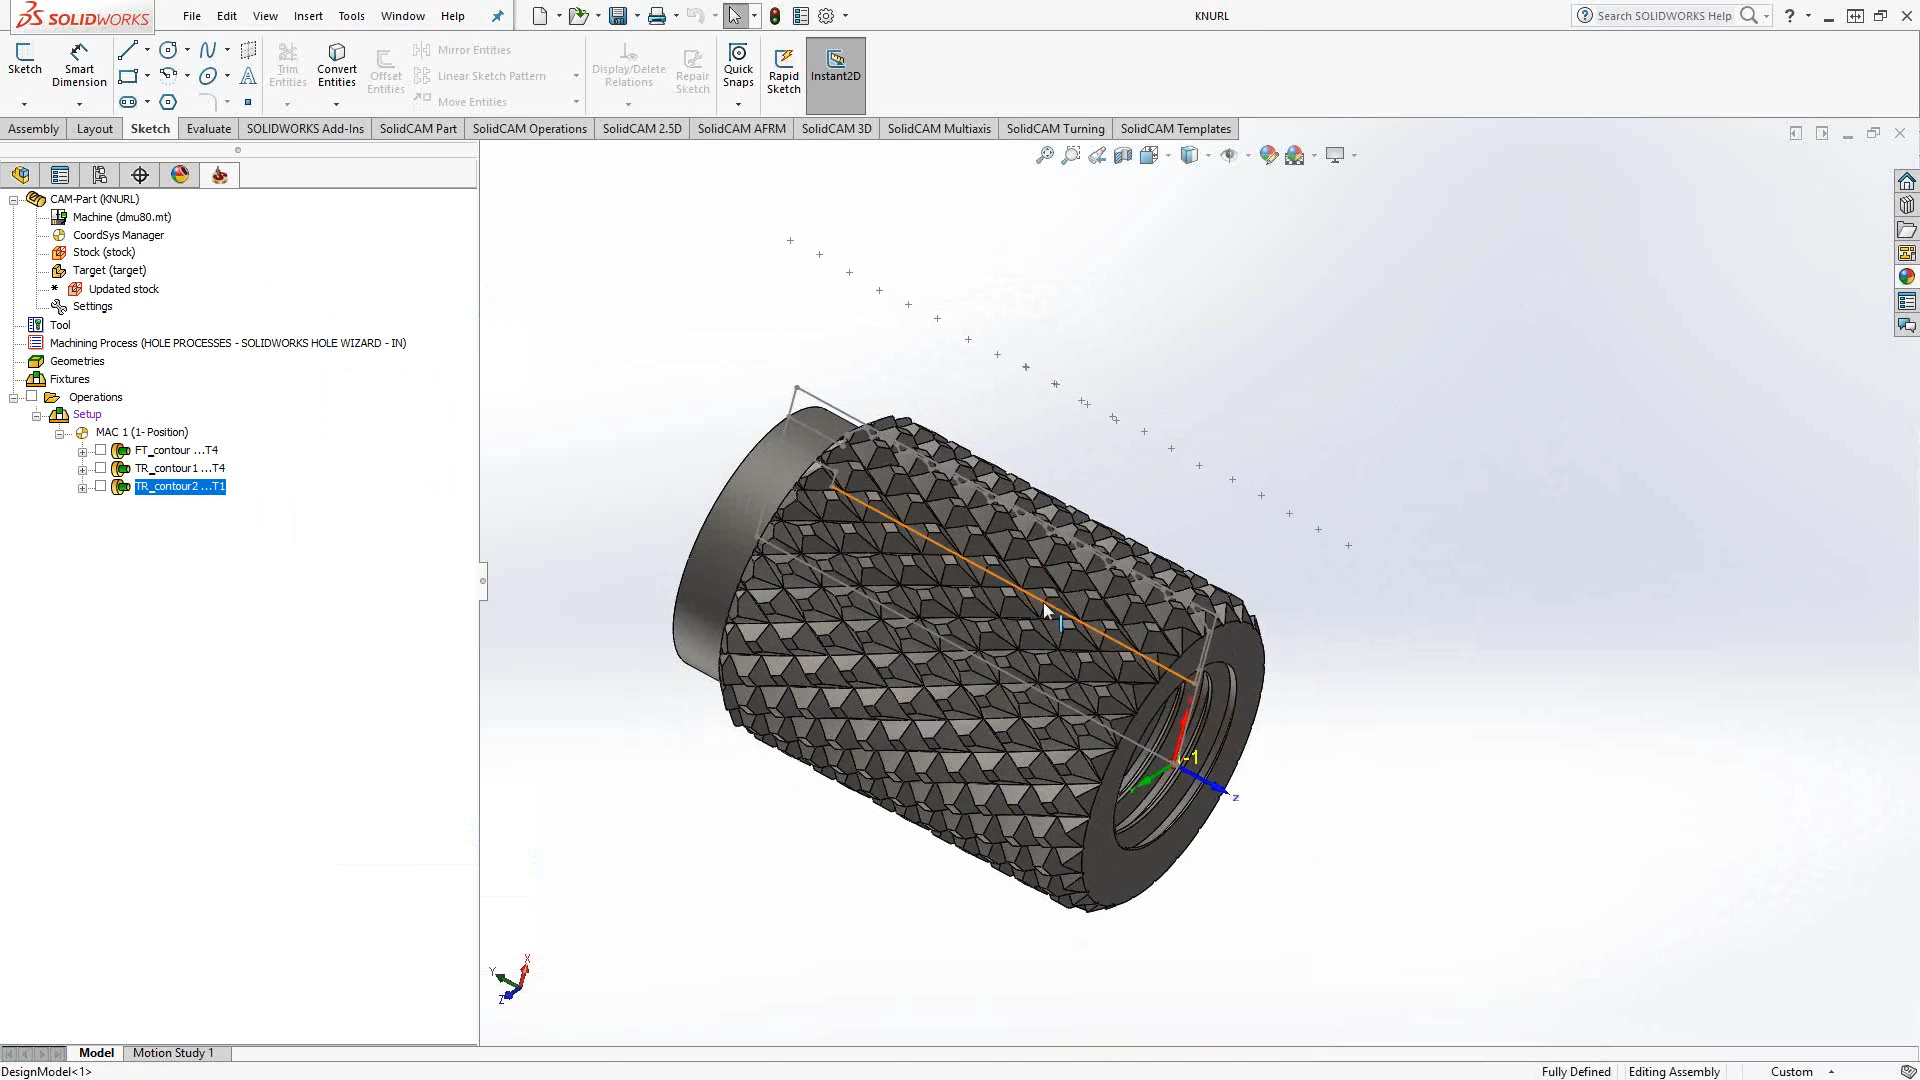 SOLIDWORKS
File Edit View Insert Tools Window Help
KNURL
Search SOLIDWORKS Help
Sketch
Smart Dimension
Trim Entities
Convert Entities
Offset Entities
Mirror Entities
Linear Sketch Pattern
Move Entities
Display/Delete Relations
Repair Sketch
Quick Snaps
Rapid Sketch
Instant2D
Assembly Layout Sketch Evaluate SOLIDWORKS Add-Ins SolidCAM Part SolidCAM Operations SolidCAM 2.5D SolidCAM AFRM SolidCAM 3D SolidCAM Multiaxis SolidCAM Turning SolidCAM Templates
CAM-Part (KNURL)
Machine (dmu80.mt)
CoordSys Manager
Stock (stock)
Target (target)
* Updated stock
Settings
Tool
Machining Process (HOLE PROCESSES - SOLIDWORKS HOLE WIZARD - IN)
Geometries
Fixtures
Operations
Setup
MAC 1 (1- Position)
FT_contour ...T4
TR_contour1 ...T4
TR_contour2 ...T1
-1
z
X
Y
Z
Model Motion Study 1
DesignModel<1>
Fully Defined Editing Assembly Custom